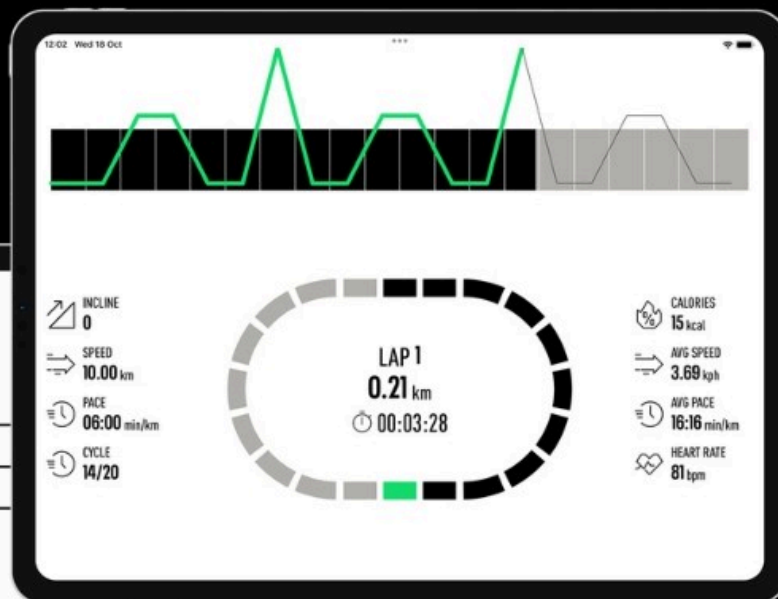 12:02 Wed 18 Oct
INCLINE
0
SPEED
10.00 km
PACE
06:00 min/km
CYCLE
14/20
LAP 1
0.21 km
00:03:28
CALORIES
15 kcal
AVG SPEED
3.69 kph
AVG PACE
16:16 min/km
HEART RATE
81 bpm